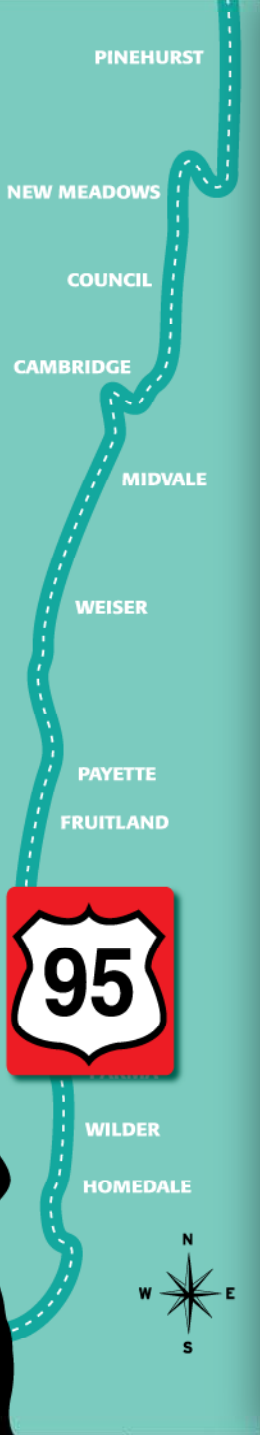 PINEHURST
NEW MEADOWS
COUNCIL
CAMBRIDGE
MIDVALE
WEISER
PAYETTE
FRUITLAND
95
WILDER
HOMEDALE
N
W E
S